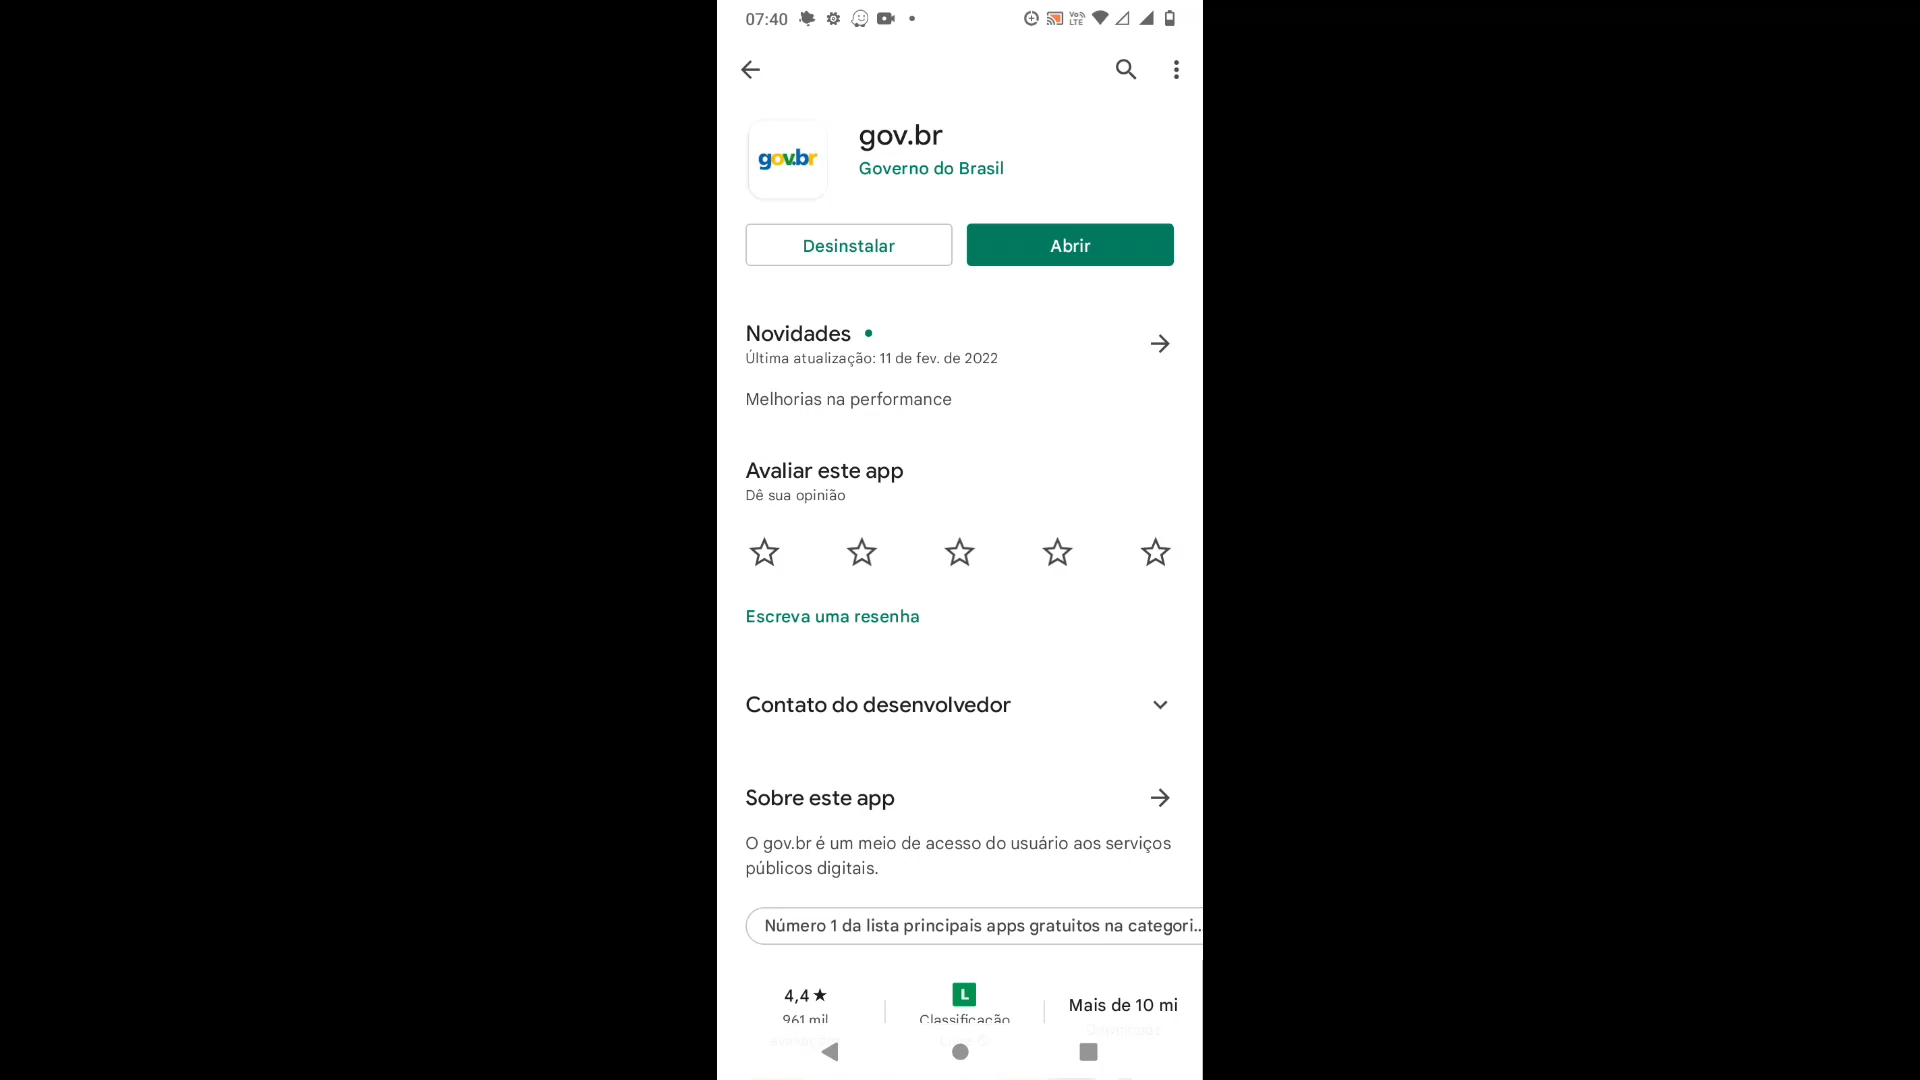 07:40
Vo)) LTE
gov.br
gov.br
Governo do Brasil
Desinstalar
Abrir
Novidades
Última atualização: 11 de fev. de 2022
Melhorias na performance
Avaliar este app
Dê sua opinião
Escreva uma resenha
Contato do desenvolvedor
Sobre este app
O gov.br é um meio de acesso do usuário aos serviços
públicos digitais.
Número 1 da lista principais apps gratuitos na categori...
4,4★
L
Mais de 10 mi
961 mil
Classificação